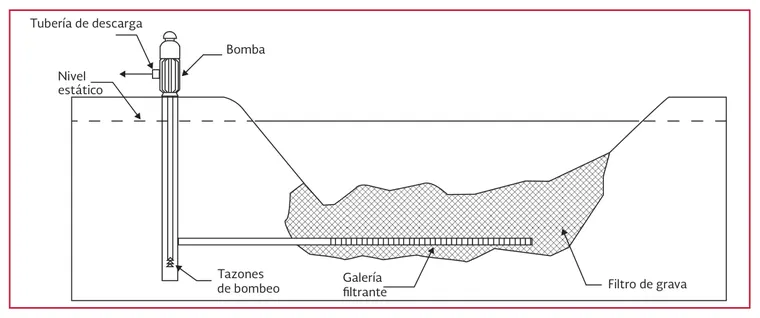 Tubería de descarga
Bomba
Nivel
estático
Tazones
de bombeo
Galería
filtrante
Filtro de grava